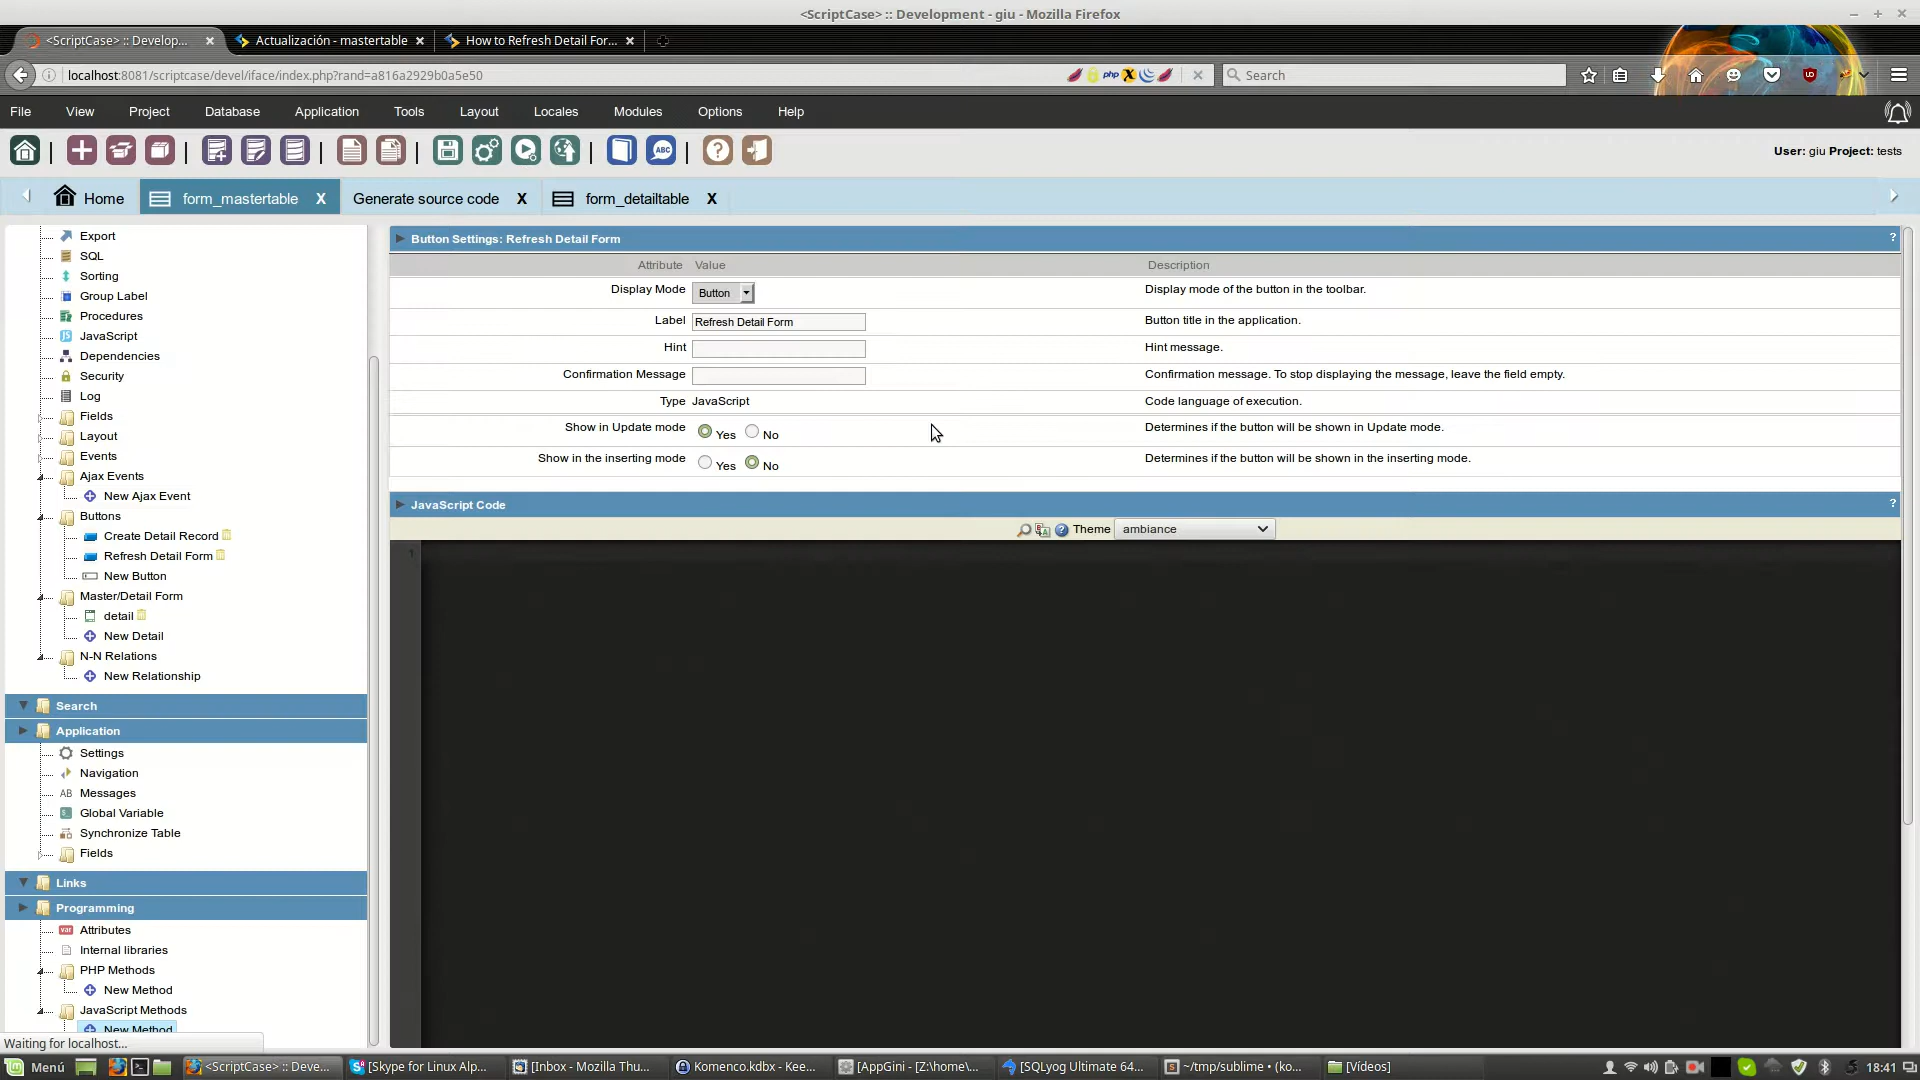 <ScriptCase> :: Development - giu - Mozilla Firefox
<ScriptCase> :: Develop...
Actualización - mastertable
How to Refresh Detail For...
localhost:8081/scriptcase/devel/iface/index.php?rand=a816a2929b0a5e50
php
Search
File
View
Project
Database
Application
Tools
Layout
Locales
Modules
Options
Help
ABC
User: giu Project: tests
Home
form_mastertable X
Generate source code X
form_detailtable X
Export
SQL
Sorting
Group Label
Procedures
JavaScript
Dependencies
Security
Log
Fields
Layout
Events
Ajax Events
New Ajax Event
Buttons
Create Detail Record
Refresh Detail Form
New Button
Master/Detail Form
detail
New Detail
N-N Relations
New Relationship
Search
Application
Settings
Navigation
AB Messages
Global Variable
Synchronize Table
Fields
Links
Programming
var Attributes
Internal libraries
PHP Methods
New Method
JavaScript Methods
New Method
Waiting for localhost...
Button Settings: Refresh Detail Form ?
Attribute Value Description
Display Mode Button Display mode of the button in the toolbar.
Label Refresh Detail Form Button title in the application.
Hint Hint message.
Confirmation Message Confirmation message. To stop displaying the message, leave the field empty.
Type JavaScript Code language of execution.
Show in Update mode Yes No Determines if the button will be shown in Update mode.
Show in the inserting mode Yes No Determines if the button will be shown in the inserting mode.
JavaScript Code ?
Theme ambiance
1
Menú
<ScriptCase> :: Deve...
[Skype for Linux Alp...
[Inbox - Mozilla Thu...
Komenco.kdbx - Kee...
[AppGini - [Z:\home\...
[SQLyog Ultimate 64...
~/tmp/sublime • (ko...
[Vídeos]
18:41